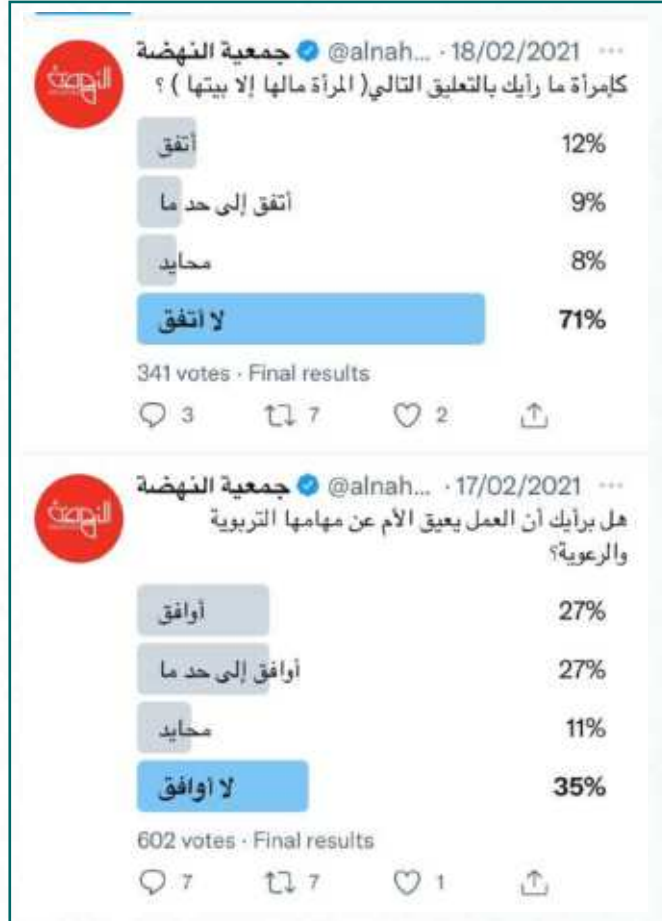 جمعية النهضة @alnah... · 18/02/2021 ···
كإمرأة ما رأيك بالتعليق التالي( المرأة مالها إلا بيتها ) ؟
أتفق 12%
أتفق إلى حد ما 9%
محايد 8%
لا أتفق 71%
341 votes · Final results
3 7 2
النهضة
جمعية النهضة @alnah... · 17/02/2021 ···
هل برأيك أن العمل يعيق الأم عن مهامها التربوية
والرعوية؟
أوافق 27%
أوافق إلى حد ما 27%
محايد 11%
لا أوافق 35%
602 votes · Final results
7 7 1
النهضة